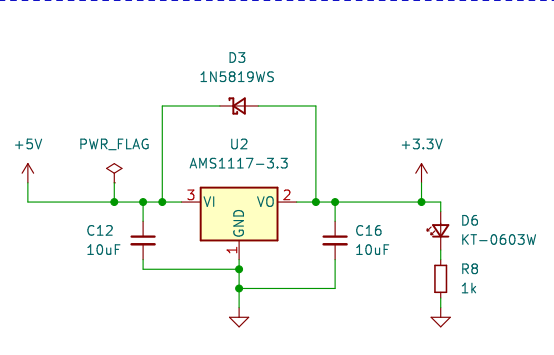 D3
1N5819WS
+5V
PWR_FLAG
U2
AMS1117-3.3
+3.3V
3
VI
VO
2
GND
1
C12
10uF
C16
10uF
D6
KT-0603W
R8
1k